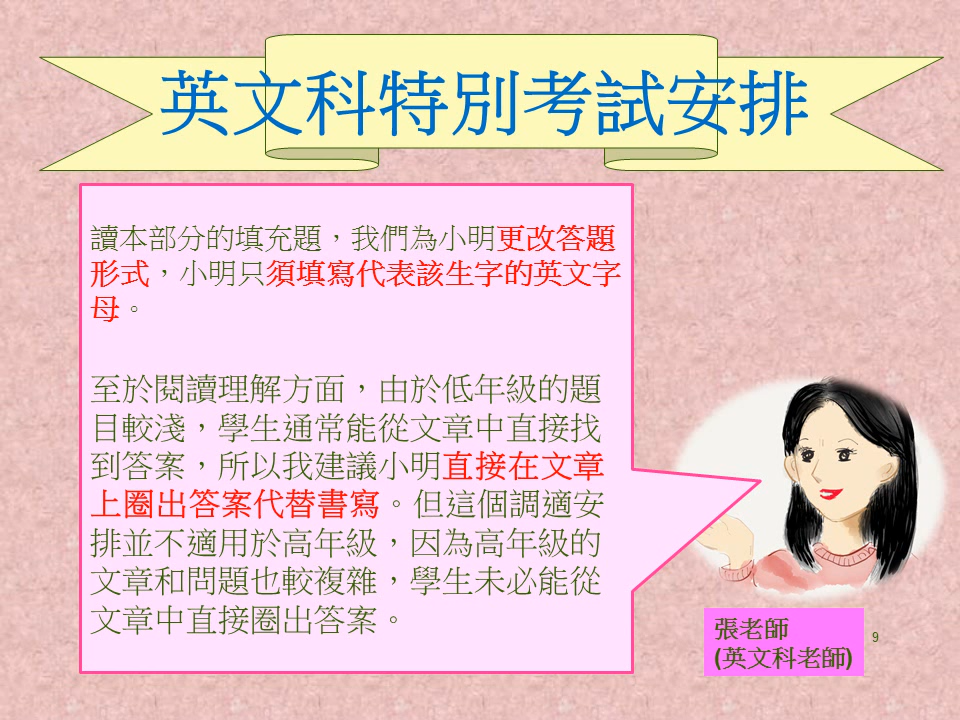 英文科特別考試安排
讀本部分的填充題，我們為小明更改答題
形式，小明只須填寫代表該生字的英文字
母。
至於閱讀理解方面，由於低年級的題
目較淺，學生通常能從文章中直接找
到答案，所以我建議小明直接在文章
上圈出答案代替書寫。但這個調適安
排並不適用於高年級，因為高年級的
文章和問題也較複雜，學生未必能從
文章中直接圈出答案。
張老師
(英文科老師)
9